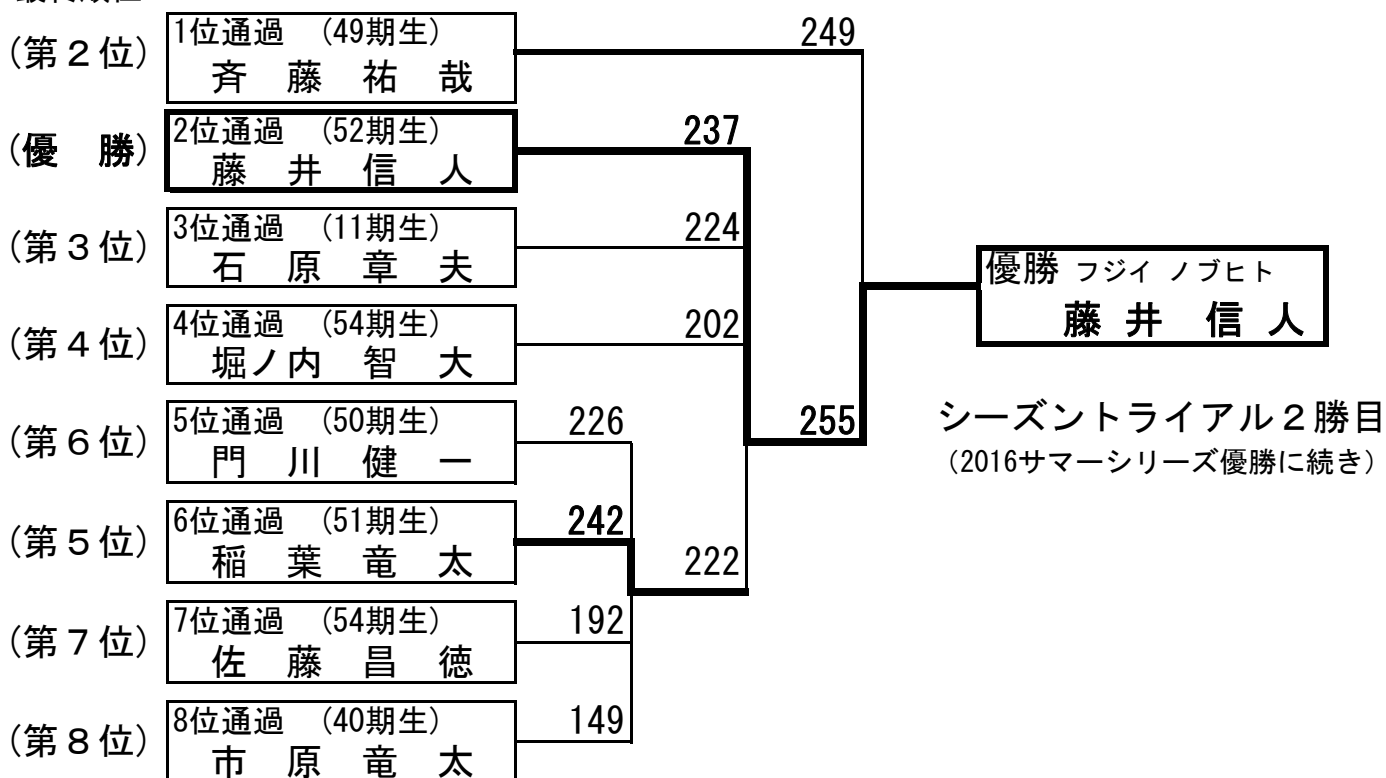 (第２位)
1位通過　(49期生)
斉　藤　祐　哉
249
(優　勝)
2位通過　(52期生)
藤　井　信　人
237
(第３位)
3位通過　(11期生)
石　原　章　夫
224
(第４位)
4位通過　(54期生)
堀ノ内　智　大
202
優勝 フジイ ノブヒト
藤 井　信 人
(第６位)
5位通過　(50期生)
門　川　健　一
226
255
シーズントライアル２勝目
(2016サマーシリーズ優勝に続き)
(第５位)
6位通過　(51期生)
稲　葉　竜　太
242
222
(第７位)
7位通過　(54期生)
佐　藤　昌　徳
192
(第８位)
8位通過　(40期生)
市　原　竜　太
149